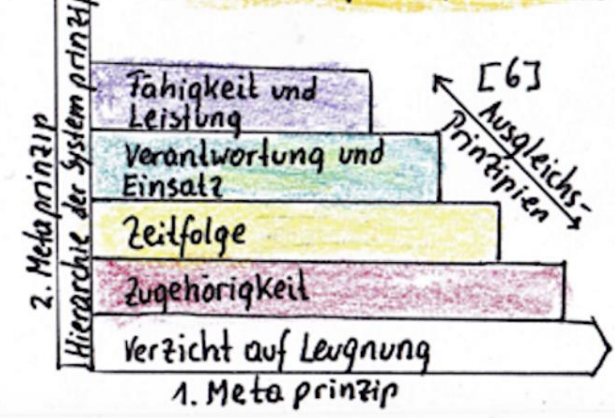 [6]
Ausgleichs-
Prinzipien
Fähigkeit und
Leistung
Verantwortung und
Einsatz
Zeitfolge
Zugehörigkeit
Verzicht auf Leugnung
1. Metaprinzip
2. Metaprinzip
Hierarchie der Systemprinzip